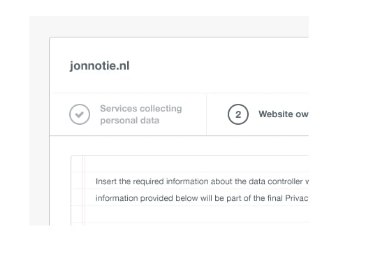 jonnotie.nl
Services collecting
personal data
2 Website ow
Insert the required information about the data controller
information provided below will be part of the final Privac